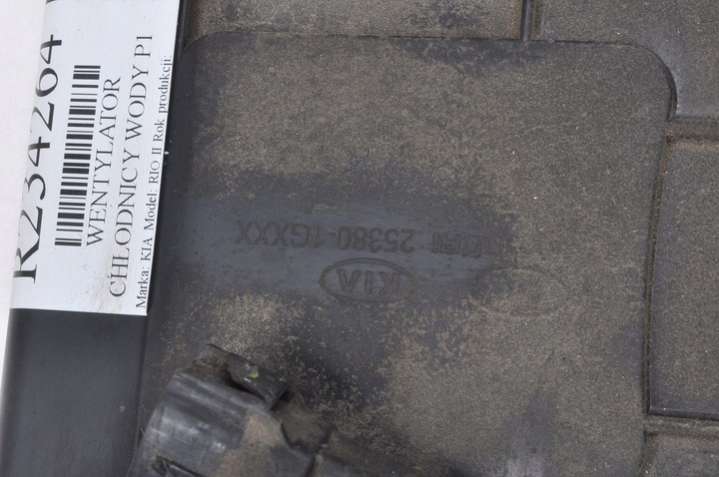 R234264
WENTYLATOR
CHŁODNICY WODY P1
Marka: KIA Model: RIO II Rok produkcji:
25380-1GXXX
KIA